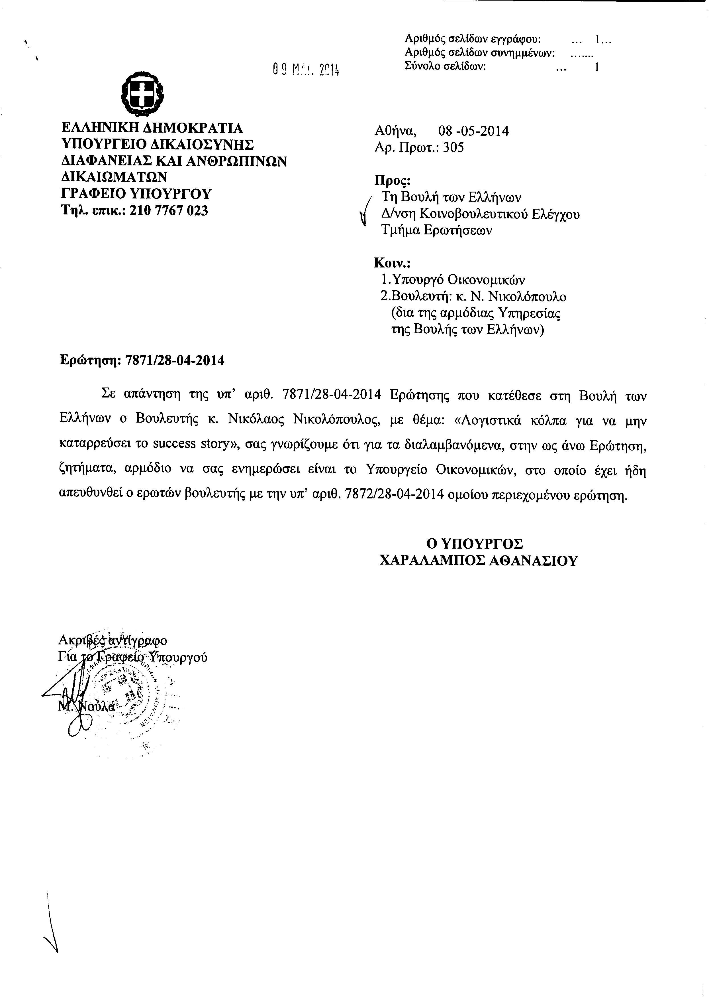 Αριθμός σελίδων εγγράφου: ... 1...
Αριθμός σελίδων συνημμένων: ......
Σύνολο σελίδων: ... 1
09 2014
ΕΛΛΗΝΙΚΗ ΔΗΜΟΚΡΑΤΙΑ
ΥΠΟΥΡΓΕΙΟ ΔΙΚΑΙΟΣΥΝΗΣ
ΔΙΑΦΑΝΕΙΑΣ ΚΑΙ ΑΝΘΡΩΠΙΝΩΝ
ΔΙΚΑΙΩΜΑΤΩΝ
ΓΡΑΦΕΙΟ ΥΠΟΥΡΓΟΥ
Τηλ. επικ.: 210 7767 023
Αθήνα, 08 -05-2014
Αρ. Πρωτ.: 305
Προς:
Τη Βουλή των Ελλήνων
Δ/νση Κοινοβουλευτικού Ελέγχου
Τμήμα Ερωτήσεων
Κοιν.:
1.Υπουργό Οικονομικών
2.Βουλευτή: κ. Ν. Νικολόπουλο
(δια της αρμόδιας Υπηρεσίας
της Βουλής των Ελλήνων)
Ερώτηση: 7871/28-04-2014
Σε απάντηση της υπ’ αριθ. 7871/28-04-2014 Ερώτησης που κατέθεσε στη Βουλή των
Ελλήνων ο Βουλευτής κ. Νικόλαος Νικολόπουλος, με θέμα: «Λογιστικά κόλπα για να μην
καταρρεύσει το success story», σας γνωρίζουμε ότι για τα διαλαμβανόμενα, στην ως άνω Ερώτηση,
ζητήματα, αρμόδιο να σας ενημερώσει είναι το Υπουργείο Οικονομικών, στο οποίο έχει ήδη
απευθυνθεί ο ερωτών βουλευτής με την υπ’ αριθ. 7872/28-04-2014 ομοίου περιεχομένου ερώτηση.
Ο ΥΠΟΥΡΓΟΣ
ΧΑΡΑΛΑΜΠΟΣ ΑΘΑΝΑΣΙΟΥ
Ακριβές αντίγραφο
Για το Γραφείο Υπουργού
Μ. Νούλα